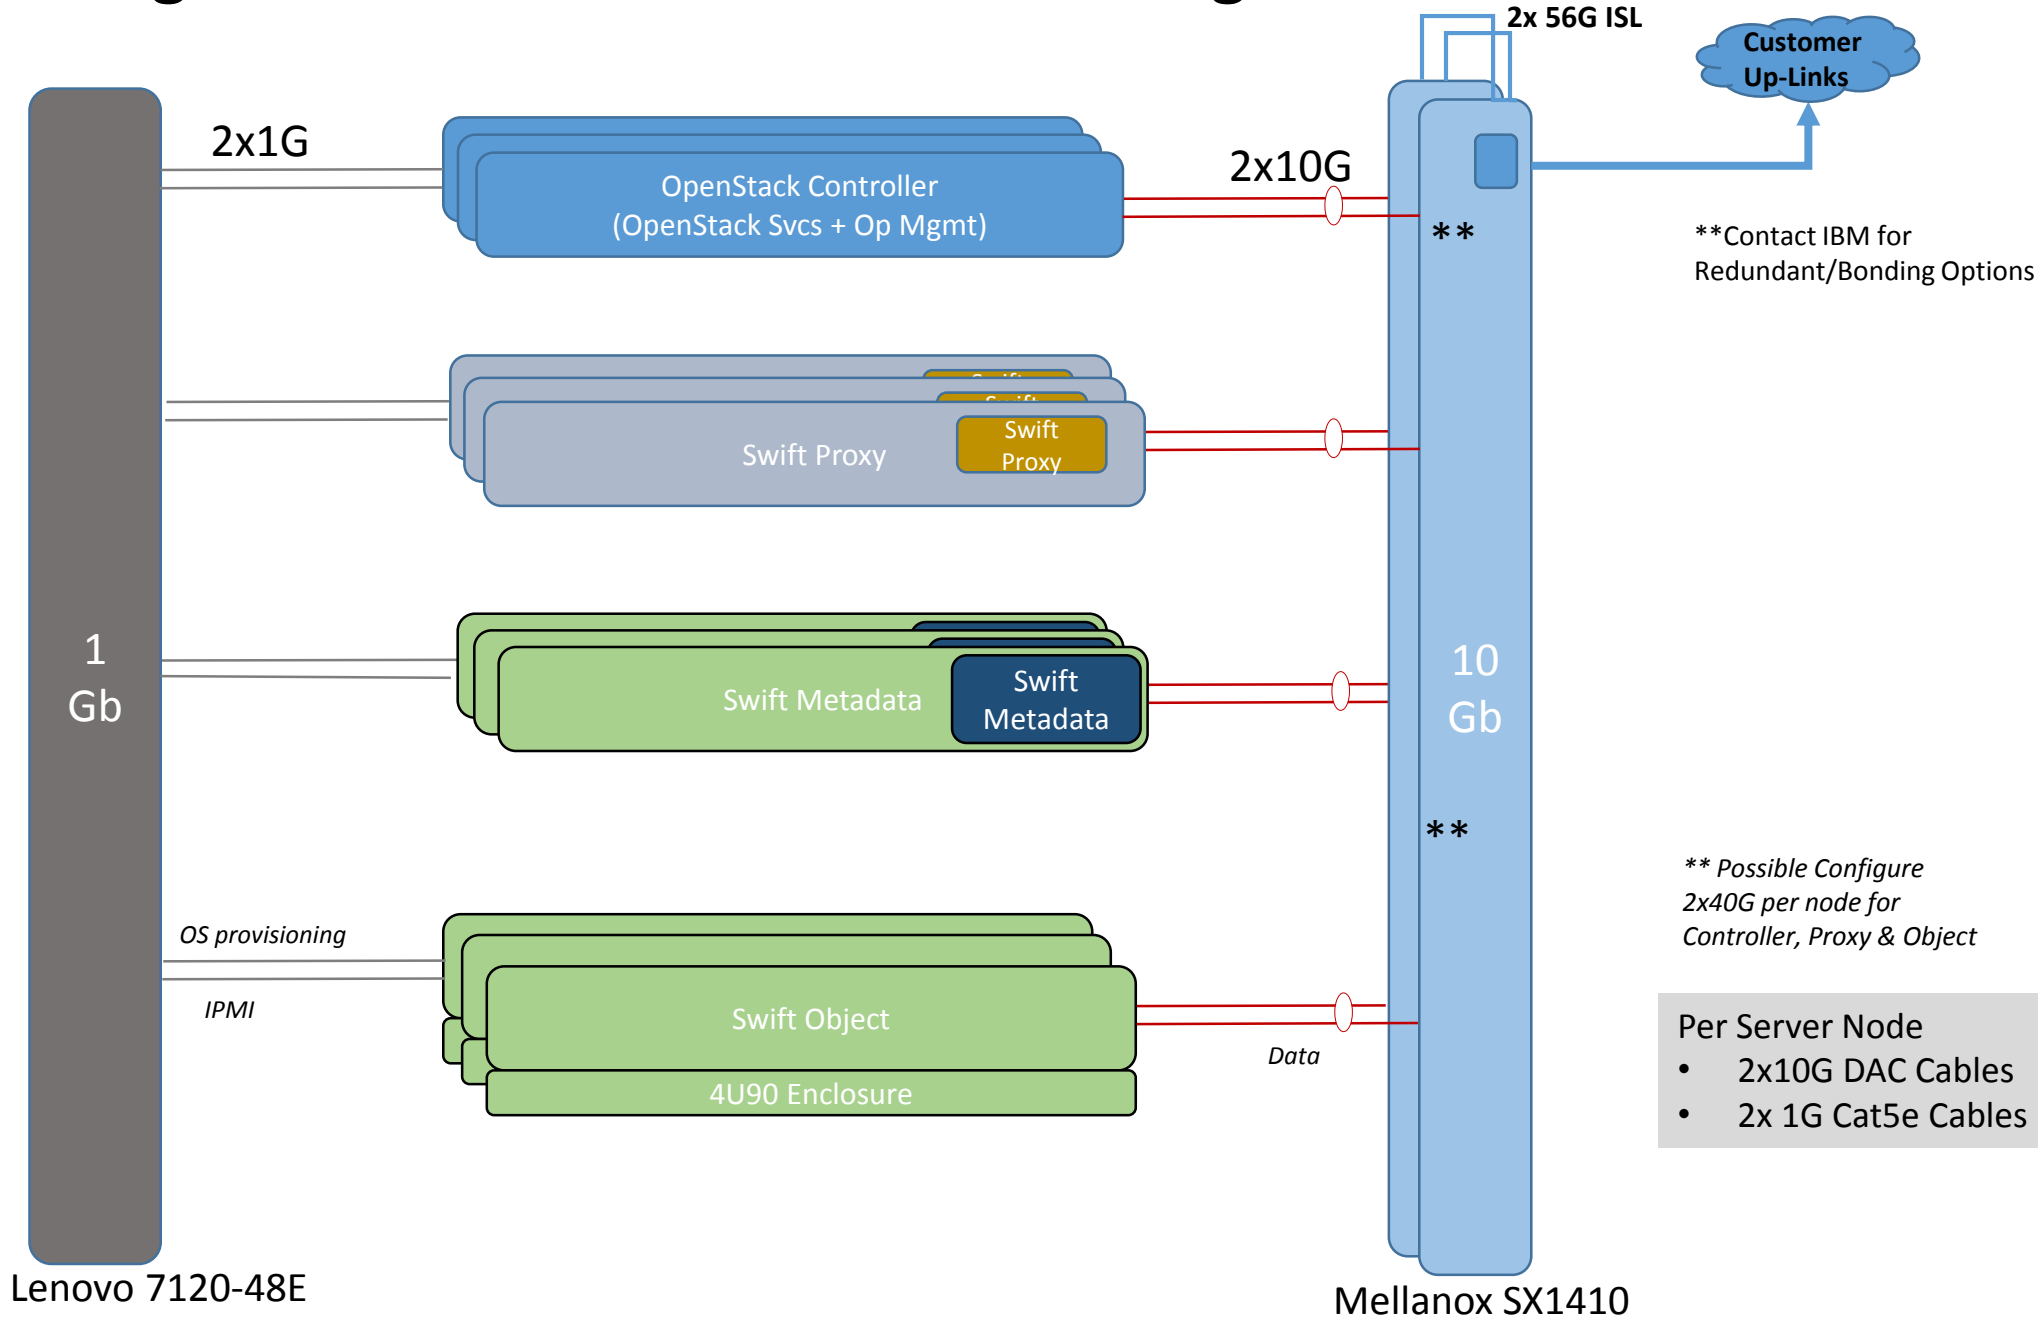 2x 56G ISL
Customer
Up-Links
2x1G
OpenStack Controller
(OpenStack Svcs + Op Mgmt)
2x10G
**
**Contact IBM for
Redundant/Bonding Options
Swift
Swift
Swift
Proxy
Swift Proxy
1
Gb
Swift Metadata
Swift
Metadata
10
Gb
**
** Possible Configure
2x40G per node for
Controller, Proxy & Object
OS provisioning
IPMI
Swift Object
4U90 Enclosure
Data
Per Server Node
• 2x10G DAC Cables
• 2x 1G Cat5e Cables
Lenovo 7120-48E
Mellanox SX1410